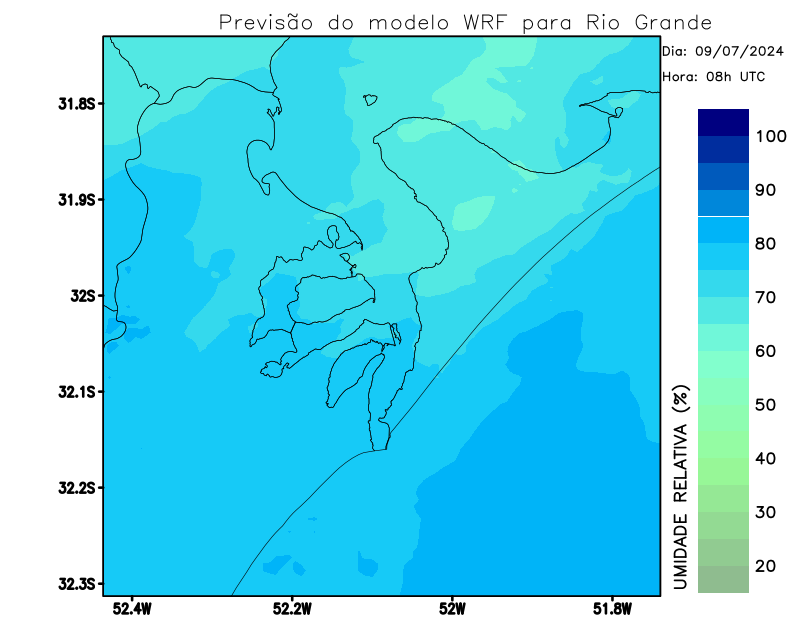 Previsão do modelo WRF para Rio Grande
Dia: 09/07/2024
Hora: 08h UTC
31.8S
31.9S
32S
32.1S
32.2S
32.3S
52.4W
52.2W
52W
51.8W
UMIDADE RELATIVA (%)
100
90
80
70
60
50
40
30
20